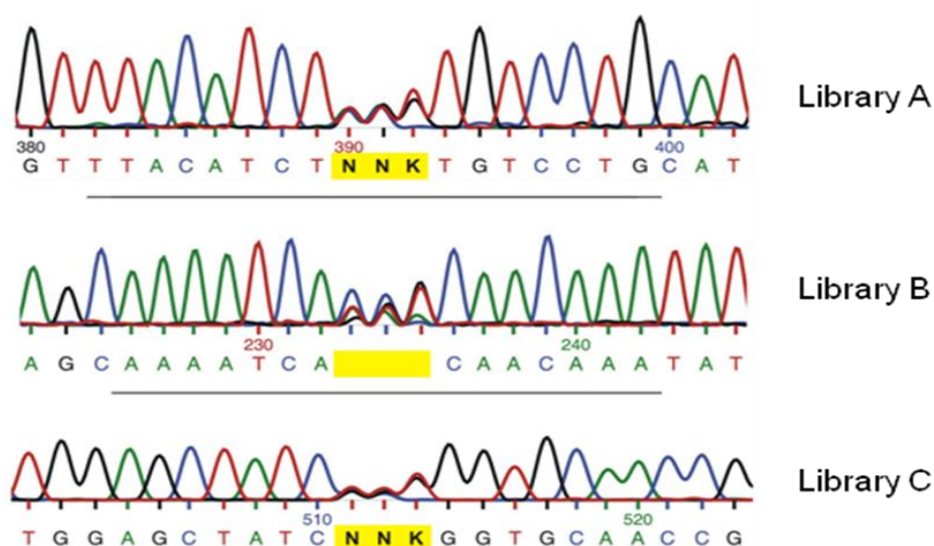 Library A
380 390 400
G T T T A C A T C T N N K T G T C C T G C A T
Library B
230 240
A G C A A A A T C A C A A C A A A T A T
Library C
510 520
T G G A G C T A T C N N K G G T G C A A C C G